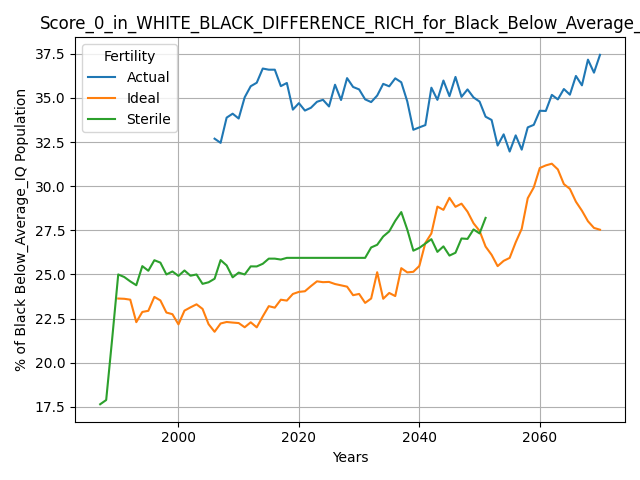 Score_0_in_WHITE_BLACK_DIFFERENCE_RICH_for_Black_Below_Average_
Fertility
Actual
Ideal
Sterile
% of Black Below_Average_IQ Population
37.5
35.0
32.5
30.0
27.5
25.0
22.5
20.0
17.5
2000
2020
2040
2060
Years